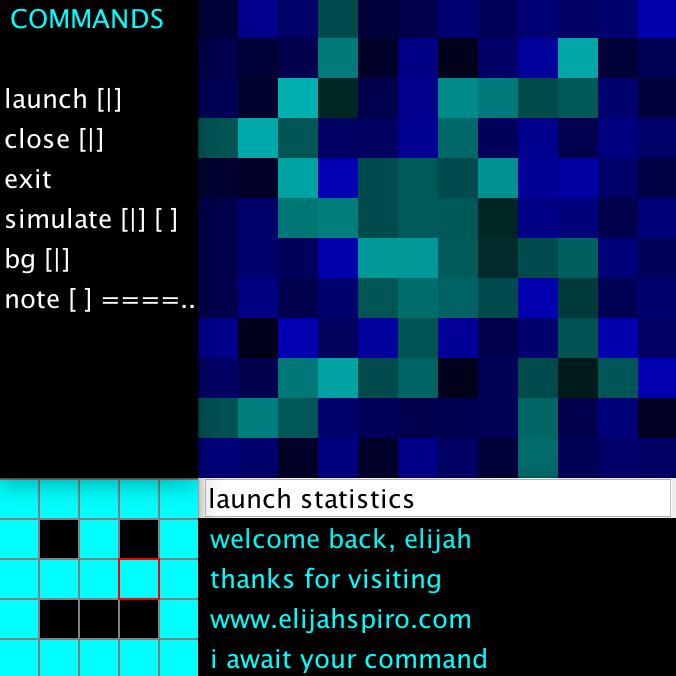 COMMANDS
launch [|]
close [|]
exit
simulate [|] [ ]
bg [|]
note [ ] ====..
launch statistics
welcome back, elijah
thanks for visiting
www.elijahspiro.com
i await your command